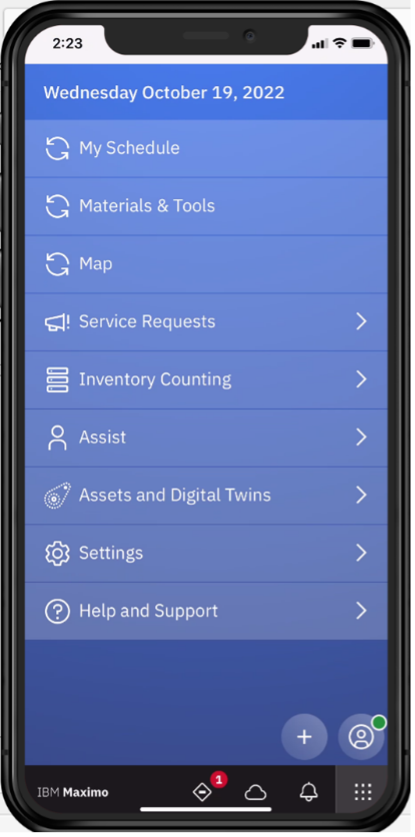 2:23
Wednesday October 19, 2022
My Schedule
Materials & Tools
Map
Service Requests
Inventory Counting
Assist
Assets and Digital Twins
Settings
Help and Support
+
IBM Maximo
1